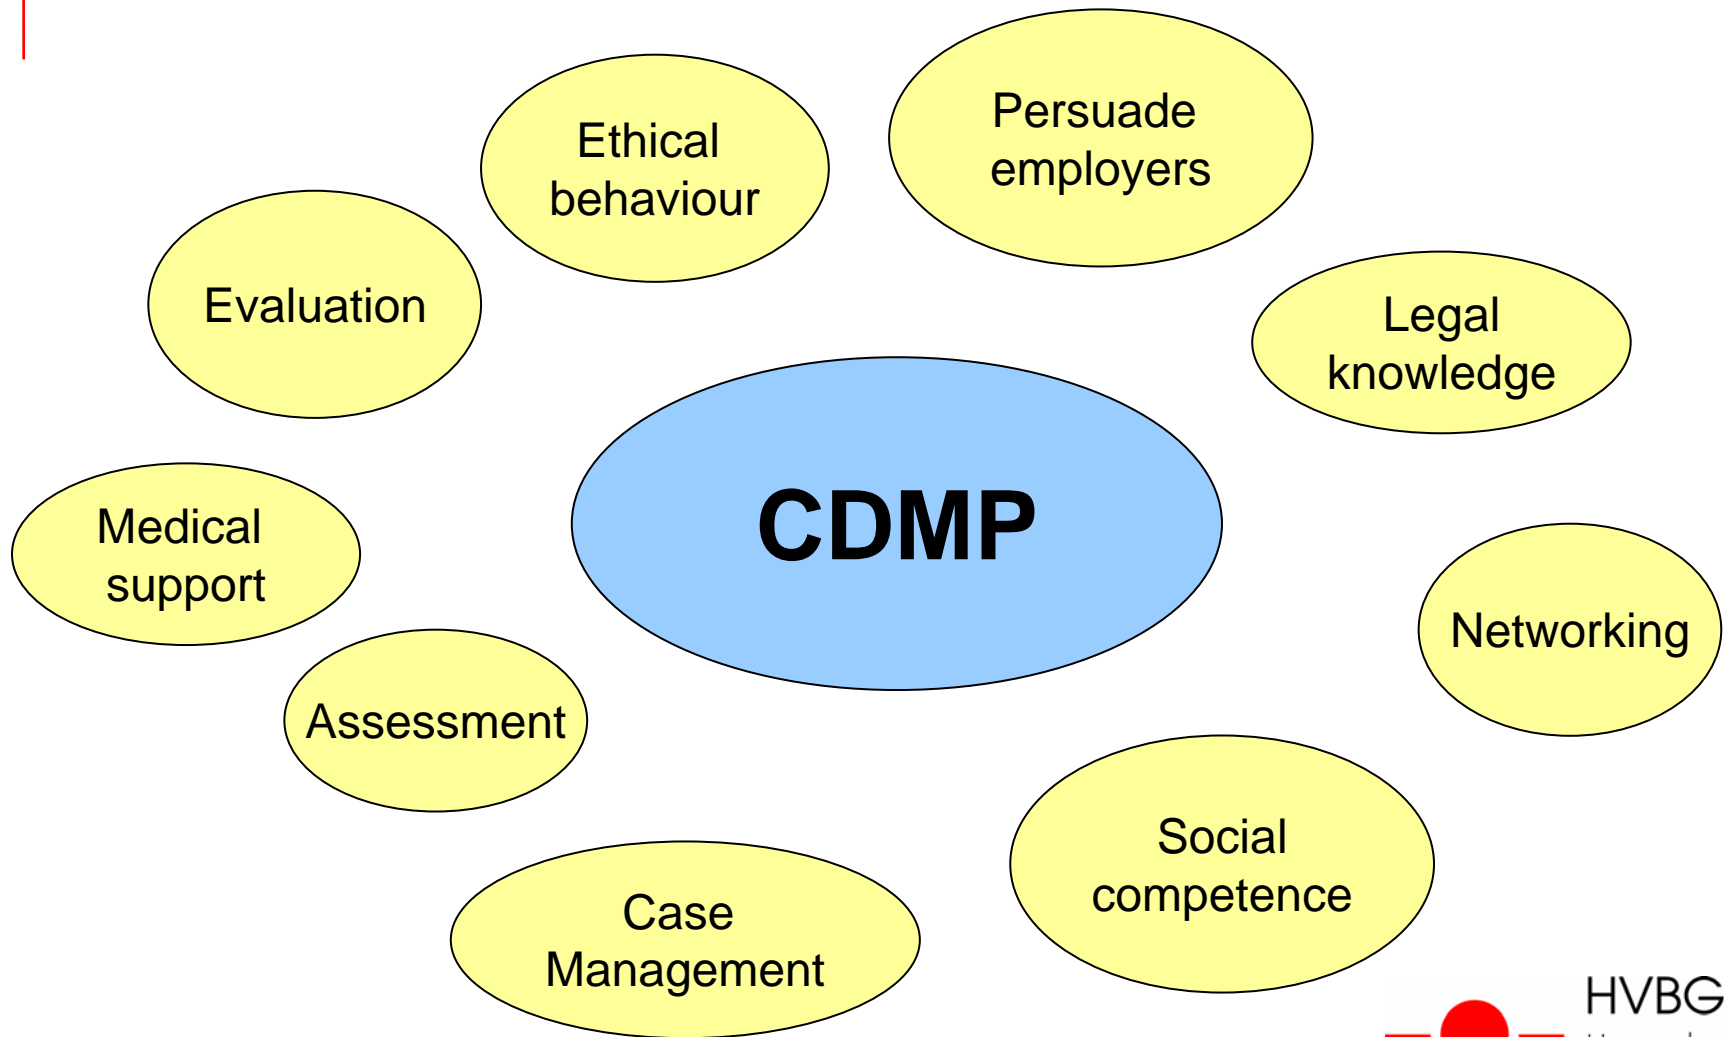 Persuade
employers
Ethical
behaviour
Evaluation
Legal
knowledge
CDMP
Medical
support
Networking
Assessment
Social
competence
Case
Management
HVBG